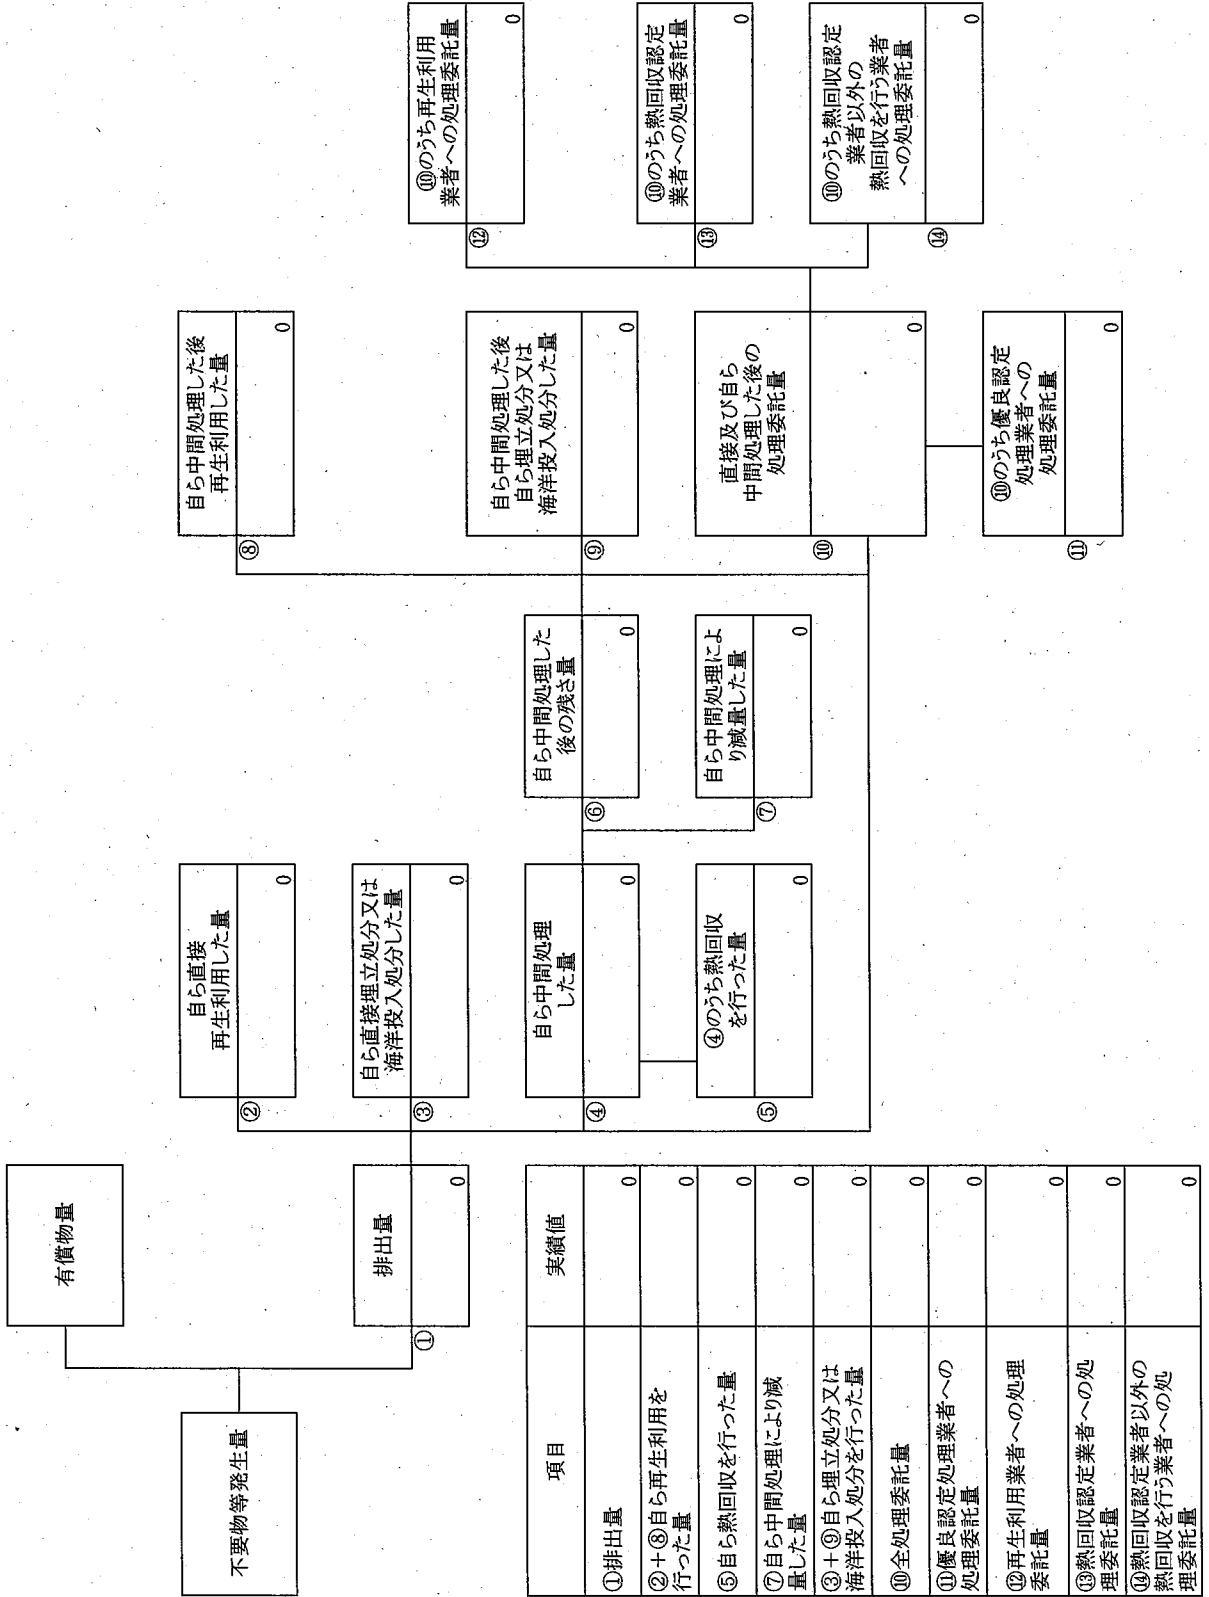 不要物等発生量
有償物量
①
排出量
0
②
自ら直接
再生利用した量
0
③
自ら直接埋立処分又は
海洋投入処分した量
0
④
自ら中間処理
した量
0
⑤
④のうち熱回収
を行った量
0
⑥
自ら中間処理した
後の残さ量
0
⑦
自ら中間処理によ
り減量した量
0
⑧
自ら中間処理した後
再生利用した量
0
⑨
自ら中間処理した後
自ら埋立処分又は
海洋投入処分した量
0
⑩
直接及び自ら
中間処理した後の
処理委託量
0
⑪
⑩のうち優良認定
処理業者への
処理委託量
0
⑫
⑩のうち再生利用
業者への処理委託量
0
⑬
⑩のうち熱回収認定
業者への処理委託量
0
⑭
⑩のうち熱回収認定
業者以外の
熱回収を行う業者
への処理委託量
0
項目 実績値
①排出量 0
②+⑧自ら再生利用を
行った量 0
⑤自ら熱回収を行った量 0
⑦自ら中間処理により減
量した量 0
③+⑨自ら埋立処分又は
海洋投入処分を行った量 0
⑩全処理委託量 0
⑪優良認定処理業者への
処理委託量 0
⑫再生利用業者への処理
委託量 0
⑬熱回収認定業者への処
理委託量 0
⑭熱回収認定業者以外の
熱回収を行う業者への処
理委託量 0